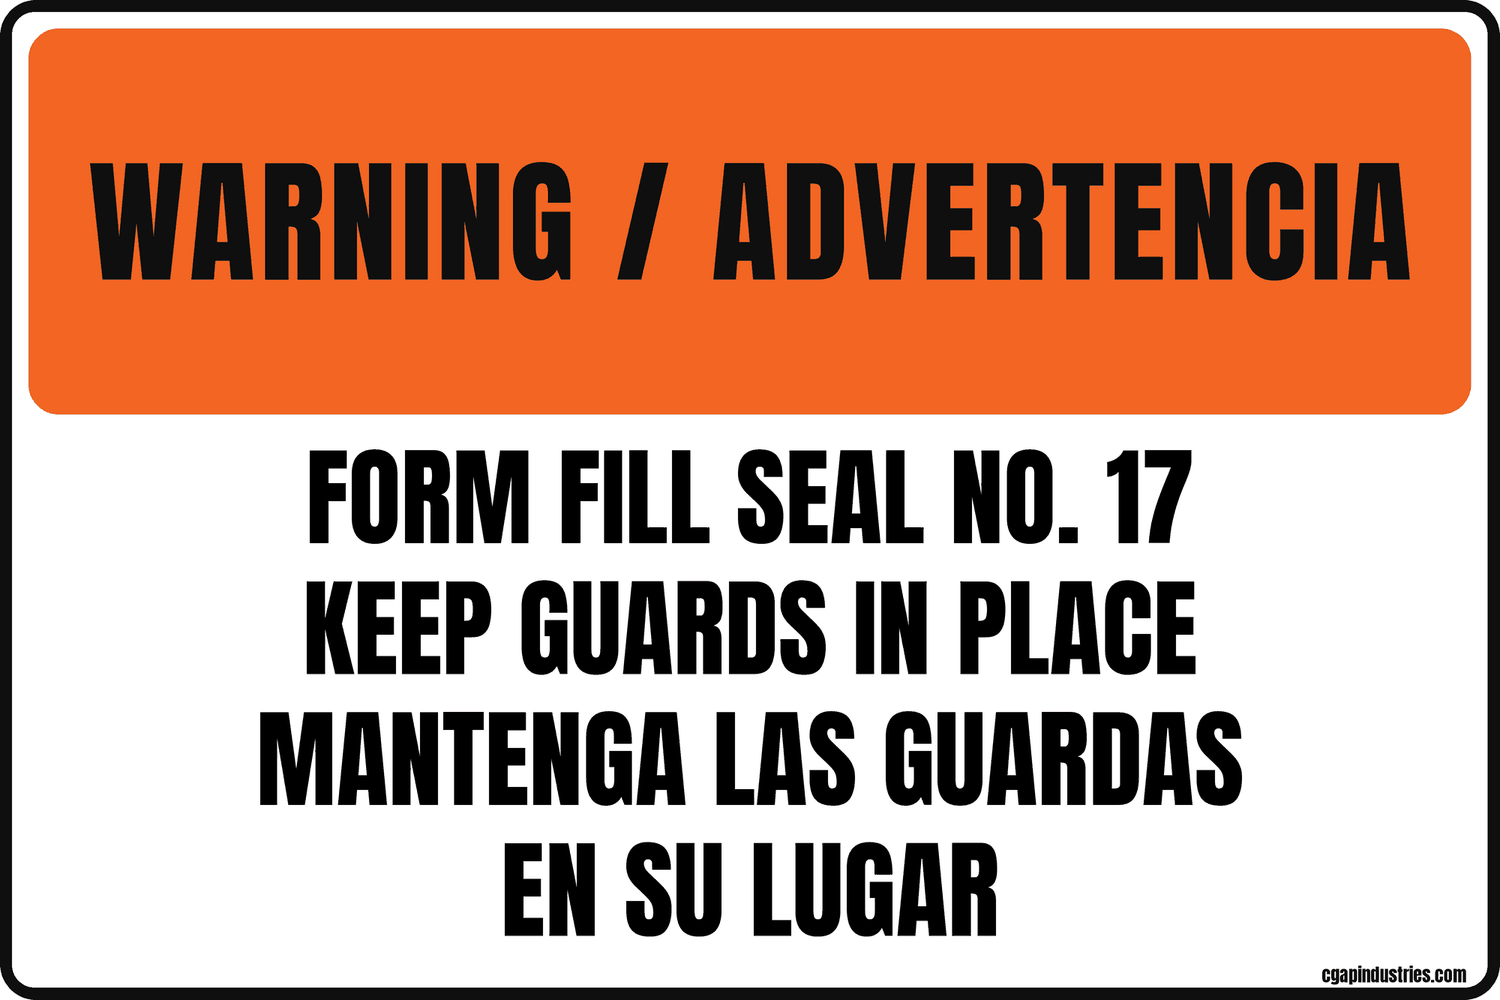 WARNING / ADVERTENCIA
FORM FILL SEAL NO. 17
KEEP GUARDS IN PLACE
MANTENGA LAS GUARDAS
EN SU LUGAR
cgapindustries.com